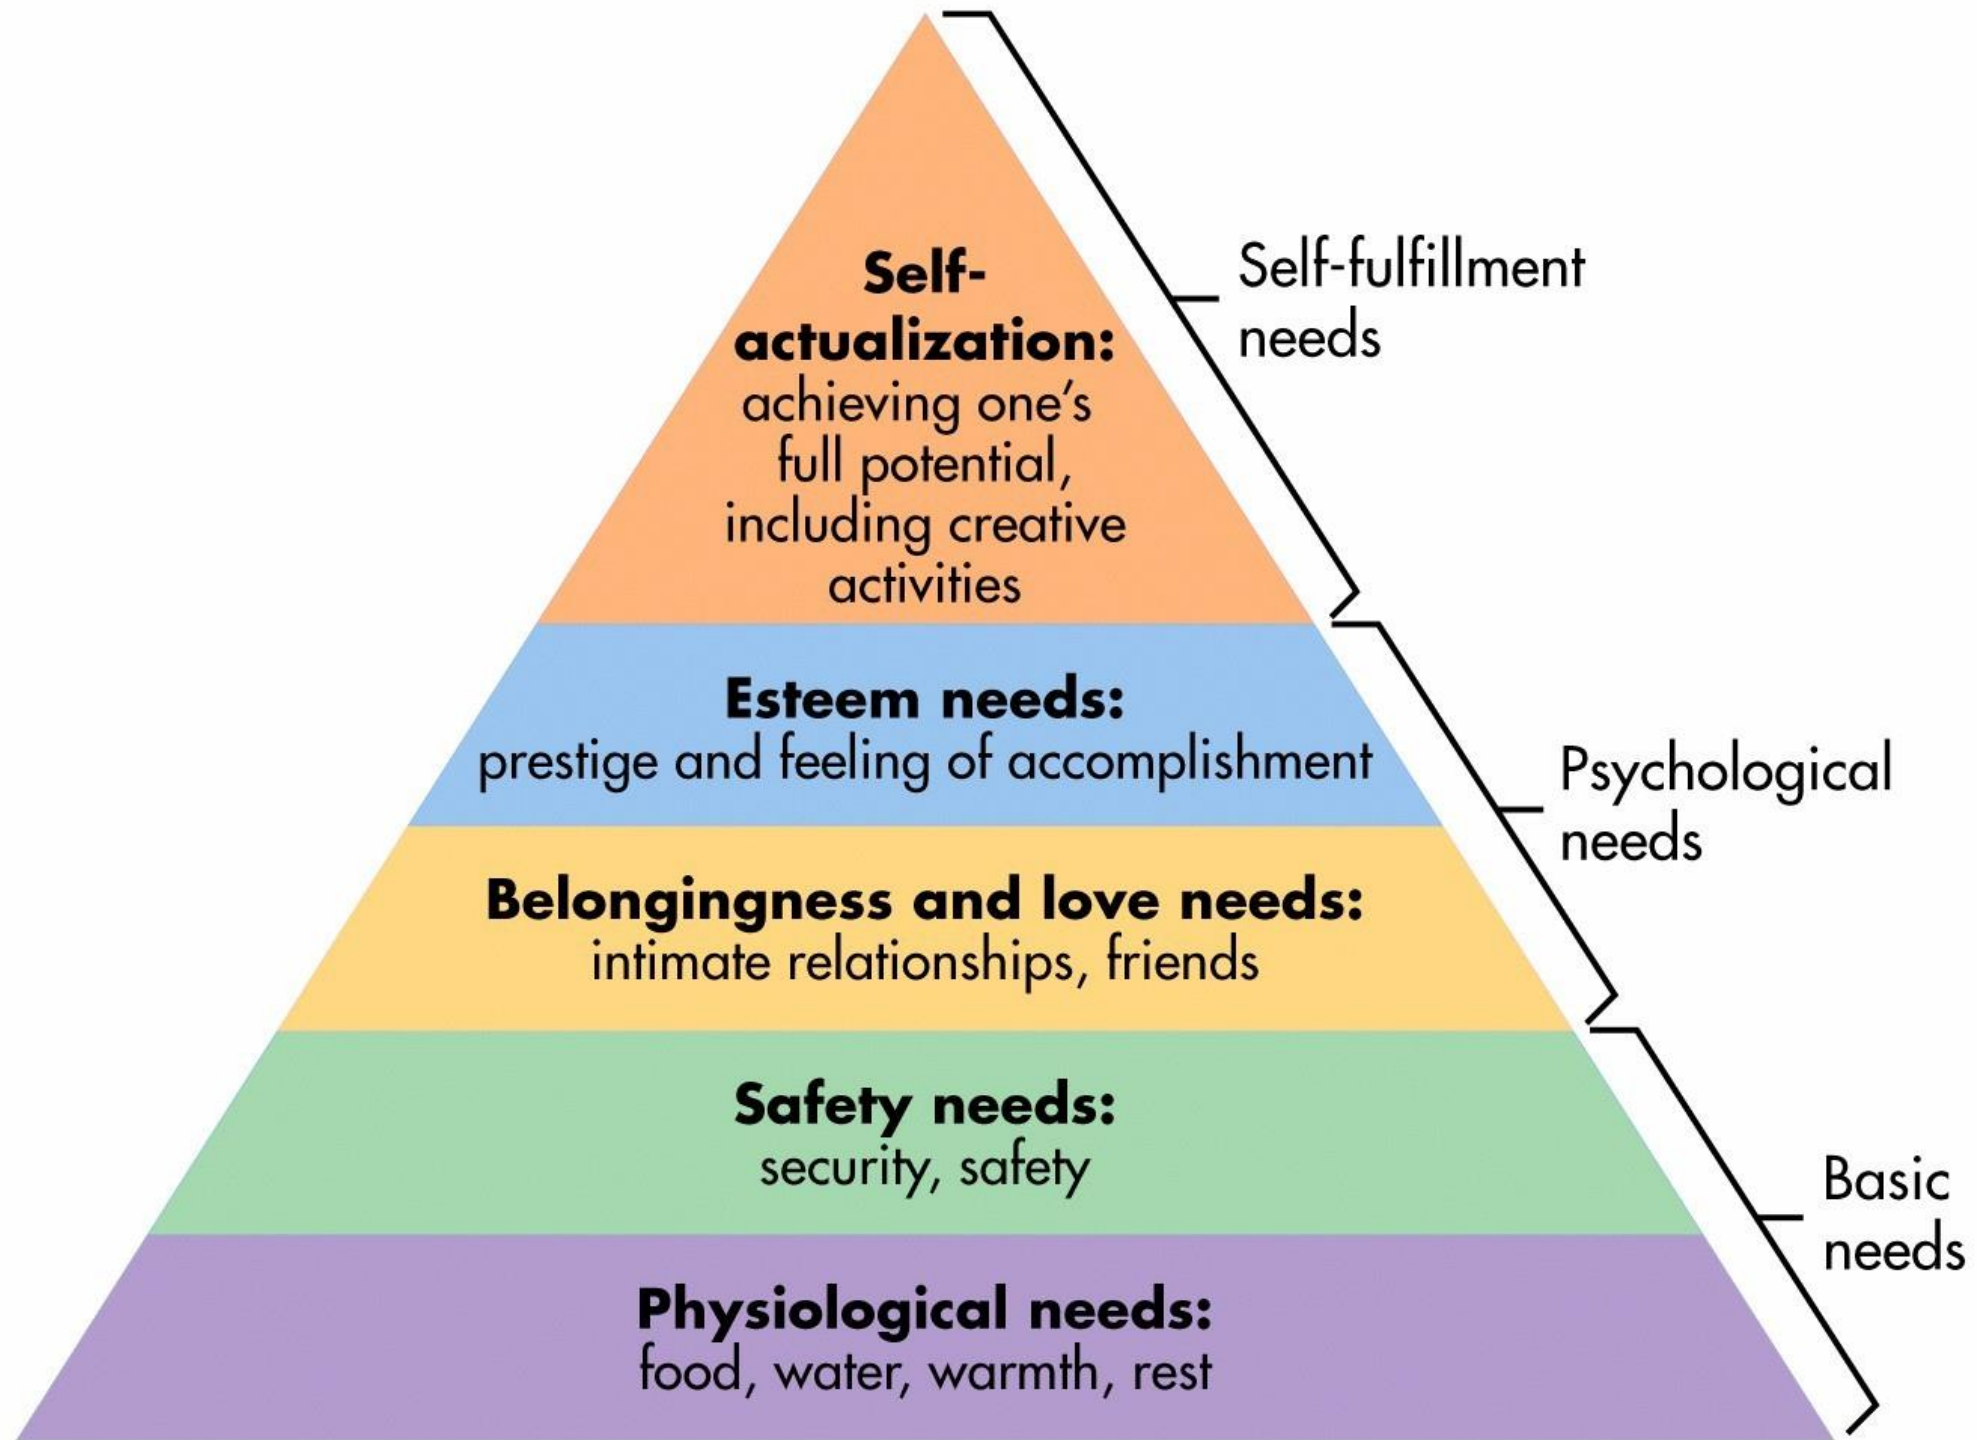 Self-
actualization:
achieving one’s
full potential,
including creative
activities
Self-fulfillment
needs
Esteem needs:
prestige and feeling of accomplishment
Psychological
needs
Belongingness and love needs:
intimate relationships, friends
Safety needs:
security, safety
Basic
needs
Physiological needs:
food, water, warmth, rest